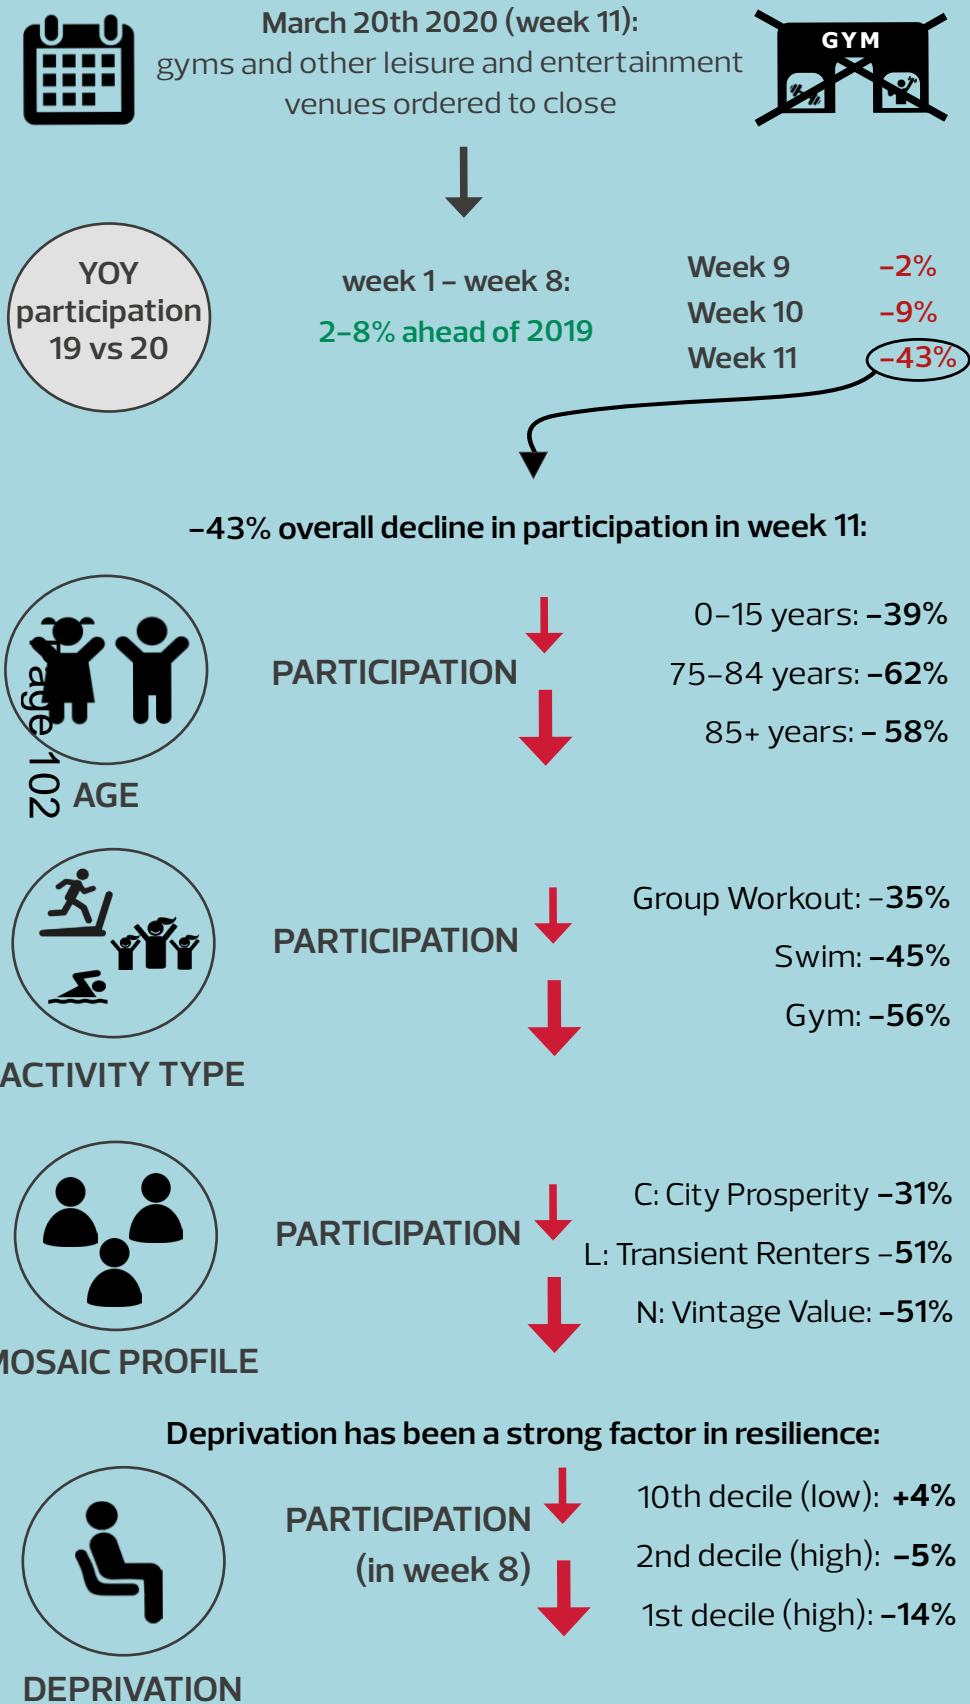 March 20th 2020 (week 11):
gyms and other leisure and entertainment
venues ordered to close
GYM
YOY
participation
19 vs 20
week 1 – week 8:
2–8% ahead of 2019
Week 9 –2%
Week 10 –9%
Week 11 –43%
–43% overall decline in participation in week 11:
PARTICIPATION
0–15 years: –39%
75–84 years: –62%
85+ years: – 58%
AGE
Page 102
PARTICIPATION
Group Workout: –35%
Swim: –45%
Gym: –56%
ACTIVITY TYPE
PARTICIPATION
C: City Prosperity –31%
L: Transient Renters –51%
N: Vintage Value: –51%
MOSAIC PROFILE
Deprivation has been a strong factor in resilience:
PARTICIPATION
(in week 8)
10th decile (low): +4%
2nd decile (high): –5%
1st decile (high): –14%
DEPRIVATION